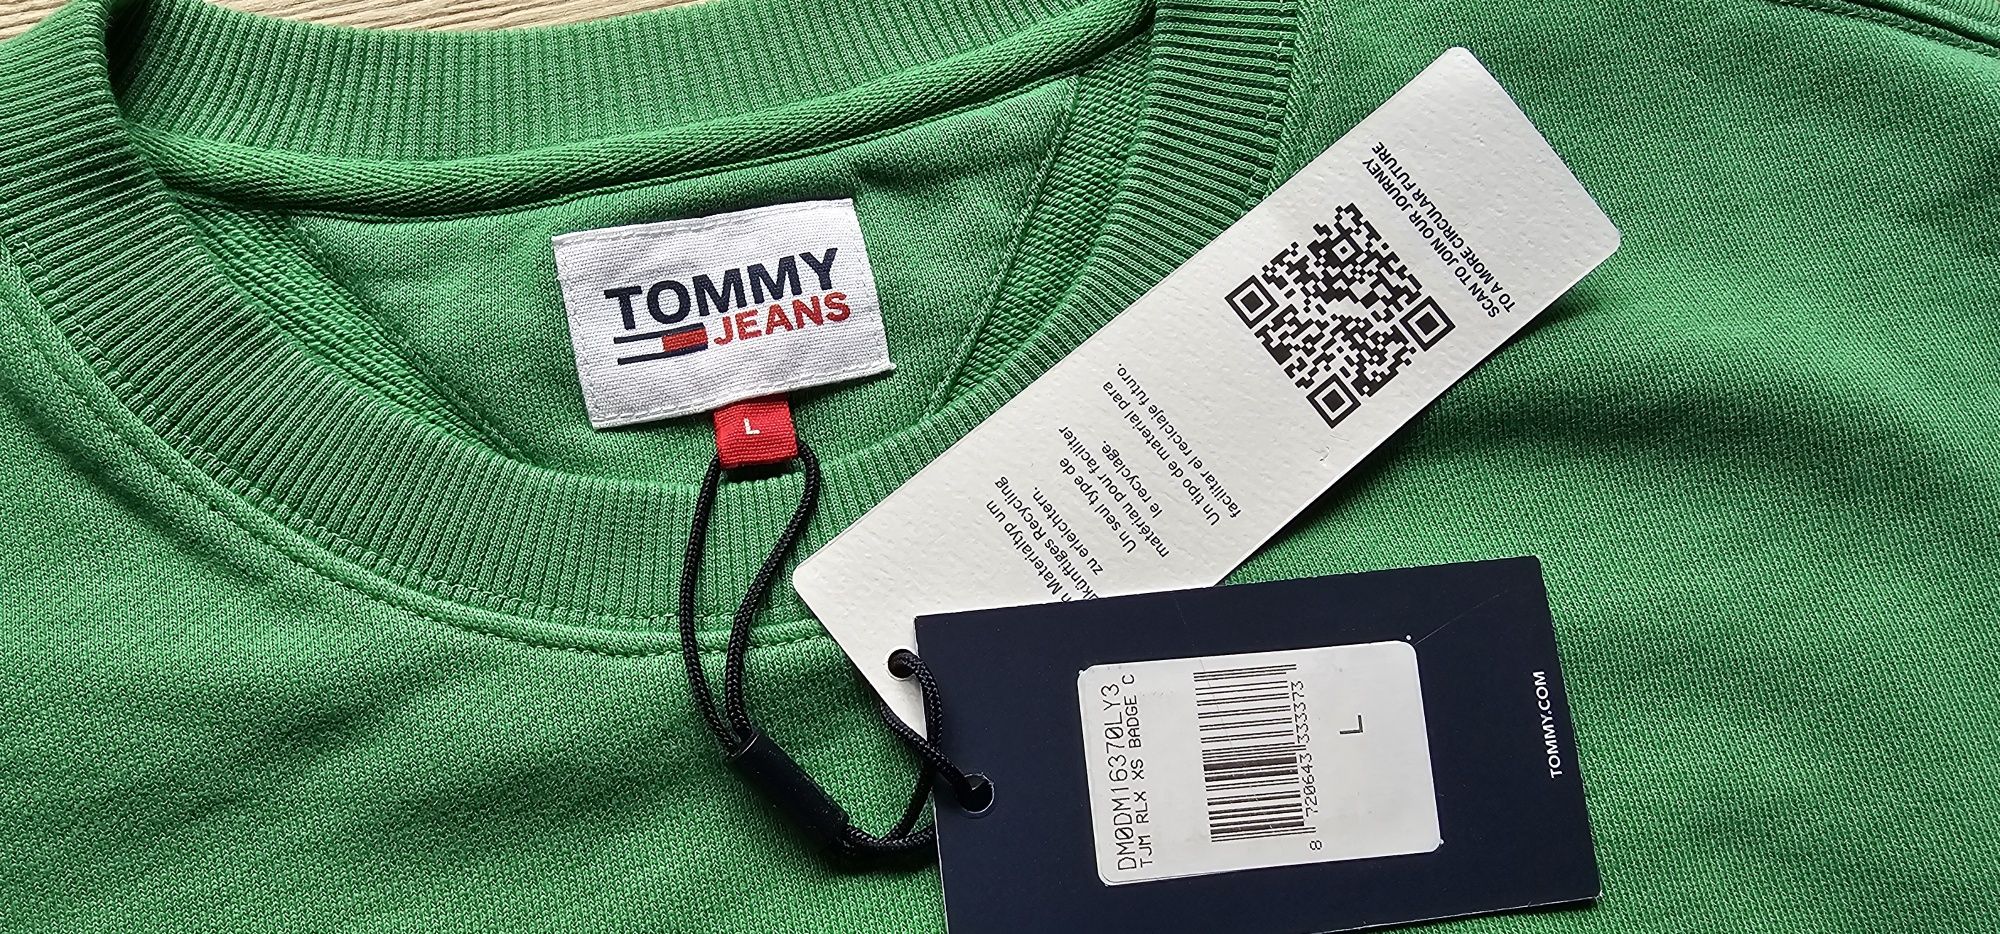 TOMMY
JEANS
L
SCAN TO JOIN OUR JOURNEY
TO A MORE CIRCULAR FUTURE
Un tipo de material para
facilitar el reciclaje futuro.
Un seul type de
matériau pour faciliter
le recyclage.
Materialtyp um
Recycling
zu erleichtern.
DM0DM16370LY3
TJM RLX XS BADGE C
8 720643 333373
L
TOMMY.COM